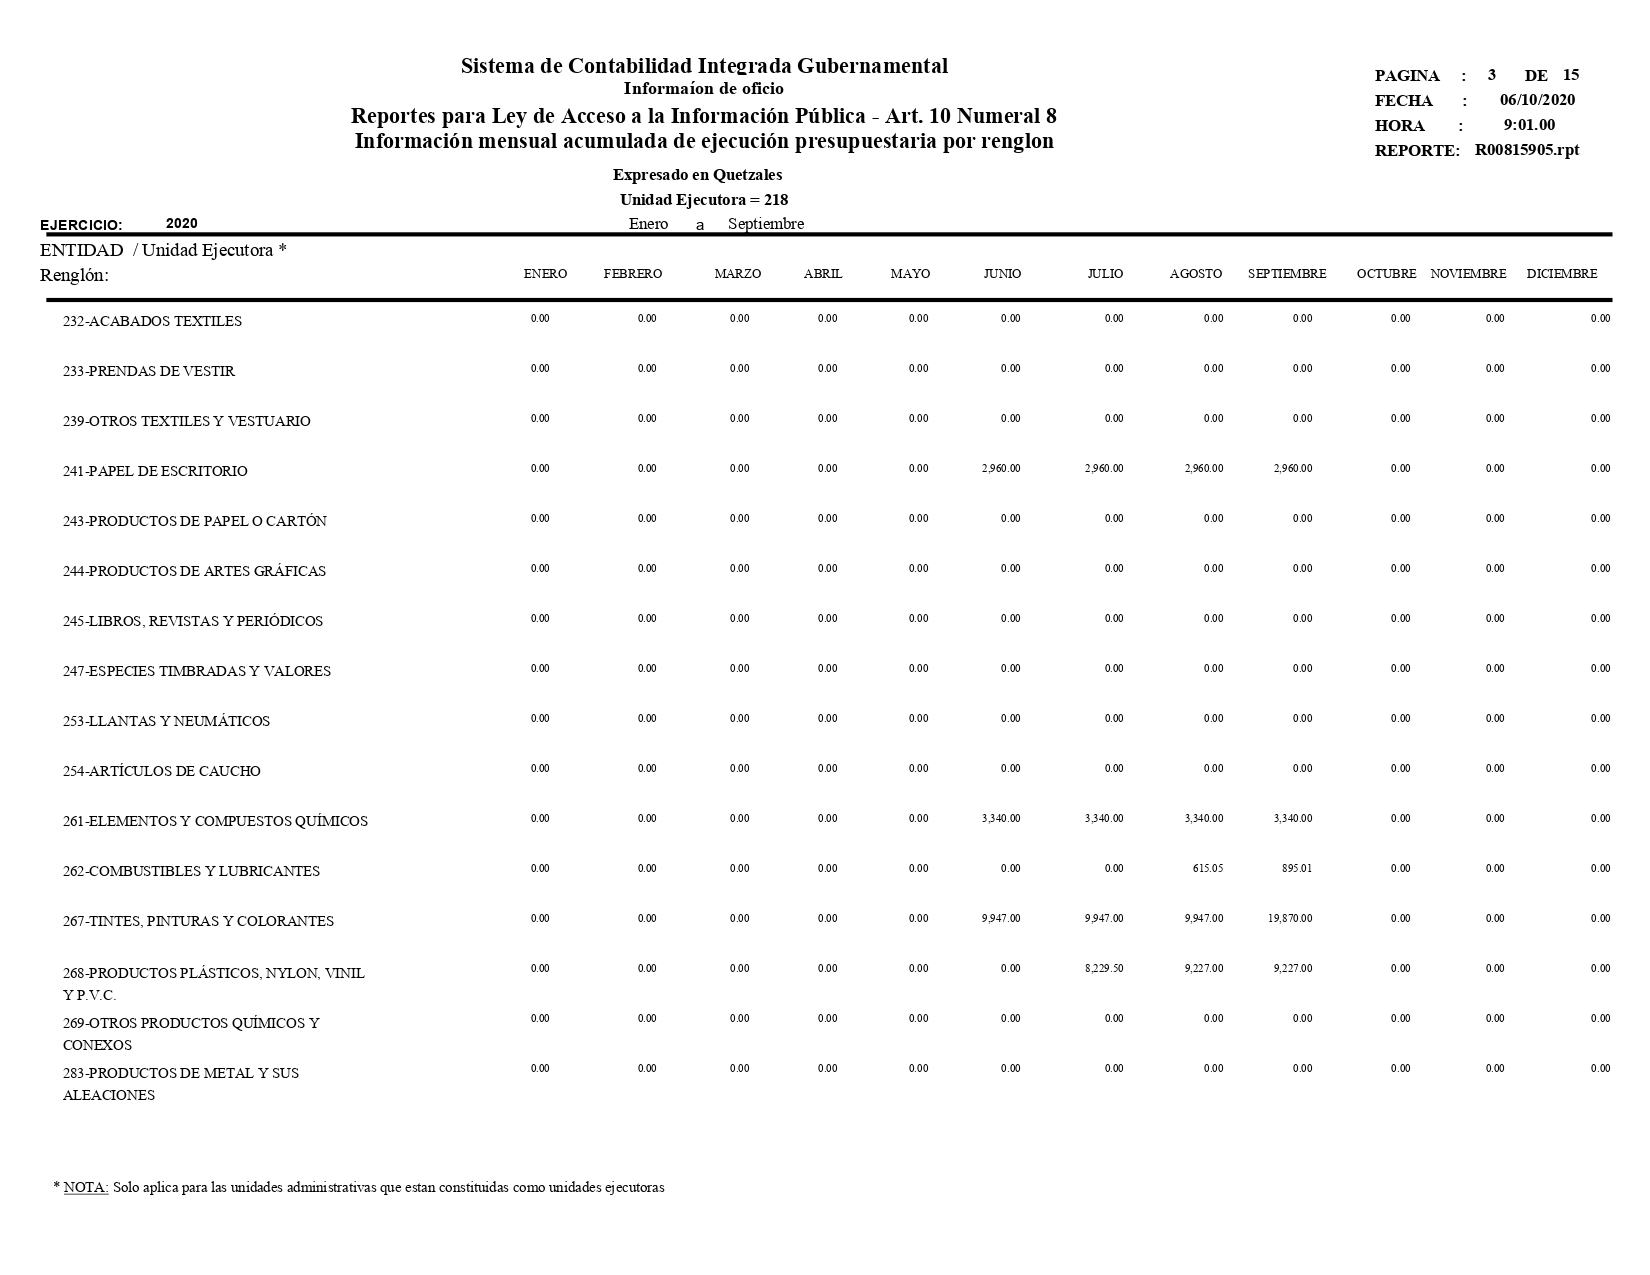 Sistema de Contabilidad Integrada Gubernamental
Informaíon de oficio
Reportes para Ley de Acceso a la Información Pública - Art. 10 Numeral 8
Información mensual acumulada de ejecución presupuestaria por renglon
PAGINA : 3 DE 15
FECHA : 06/10/2020
HORA : 9:01.00
REPORTE: R00815905.rpt
Expresado en Quetzales
Unidad Ejecutora = 218
EJERCICIO: 2020 Enero a Septiembre
ENTIDAD / Unidad Ejecutora *
Renglón: ENERO FEBRERO MARZO ABRIL MAYO JUNIO JULIO AGOSTO SEPTIEMBRE OCTUBRE NOVIEMBRE DICIEMBRE
232-ACABADOS TEXTILES 0.00 0.00 0.00 0.00 0.00 0.00 0.00 0.00 0.00 0.00 0.00 0.00
233-PRENDAS DE VESTIR 0.00 0.00 0.00 0.00 0.00 0.00 0.00 0.00 0.00 0.00 0.00 0.00
239-OTROS TEXTILES Y VESTUARIO 0.00 0.00 0.00 0.00 0.00 0.00 0.00 0.00 0.00 0.00 0.00 0.00
241-PAPEL DE ESCRITORIO 0.00 0.00 0.00 0.00 0.00 2,960.00 2,960.00 2,960.00 2,960.00 0.00 0.00 0.00
243-PRODUCTOS DE PAPEL O CARTÓN 0.00 0.00 0.00 0.00 0.00 0.00 0.00 0.00 0.00 0.00 0.00 0.00
244-PRODUCTOS DE ARTES GRÁFICAS 0.00 0.00 0.00 0.00 0.00 0.00 0.00 0.00 0.00 0.00 0.00 0.00
245-LIBROS, REVISTAS Y PERIÓDICOS 0.00 0.00 0.00 0.00 0.00 0.00 0.00 0.00 0.00 0.00 0.00 0.00
247-ESPECIES TIMBRADAS Y VALORES 0.00 0.00 0.00 0.00 0.00 0.00 0.00 0.00 0.00 0.00 0.00 0.00
253-LLANTAS Y NEUMÁTICOS 0.00 0.00 0.00 0.00 0.00 0.00 0.00 0.00 0.00 0.00 0.00 0.00
254-ARTÍCULOS DE CAUCHO 0.00 0.00 0.00 0.00 0.00 0.00 0.00 0.00 0.00 0.00 0.00 0.00
261-ELEMENTOS Y COMPUESTOS QUÍMICOS 0.00 0.00 0.00 0.00 0.00 3,340.00 3,340.00 3,340.00 3,340.00 0.00 0.00 0.00
262-COMBUSTIBLES Y LUBRICANTES 0.00 0.00 0.00 0.00 0.00 0.00 0.00 615.05 895.01 0.00 0.00 0.00
267-TINTES, PINTURAS Y COLORANTES 0.00 0.00 0.00 0.00 0.00 9,947.00 9,947.00 9,947.00 19,870.00 0.00 0.00 0.00
268-PRODUCTOS PLÁSTICOS, NYLON, VINIL 0.00 0.00 0.00 0.00 0.00 0.00 8,229.50 9,227.00 9,227.00 0.00 0.00 0.00
Y P.V.C.
269-OTROS PRODUCTOS QUÍMICOS Y 0.00 0.00 0.00 0.00 0.00 0.00 0.00 0.00 0.00 0.00 0.00 0.00
CONEXOS
283-PRODUCTOS DE METAL Y SUS 0.00 0.00 0.00 0.00 0.00 0.00 0.00 0.00 0.00 0.00 0.00 0.00
ALEACIONES
* NOTA: Solo aplica para las unidades administrativas que estan constituidas como unidades ejecutoras